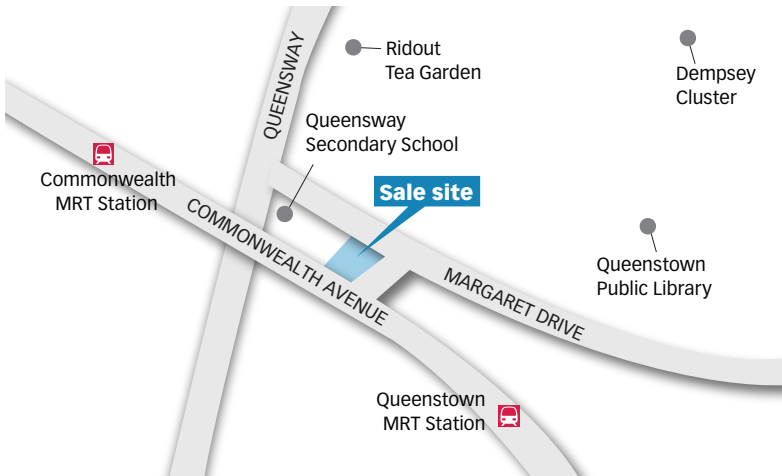 QUEENSWAY
Ridout
Tea Garden
Dempsey
Cluster
Queensway
Secondary School
Commonwealth
MRT Station
Sale site
COMMONWEALTH AVENUE
Queenstown
Public Library
MARGARET DRIVE
Queenstown
MRT Station